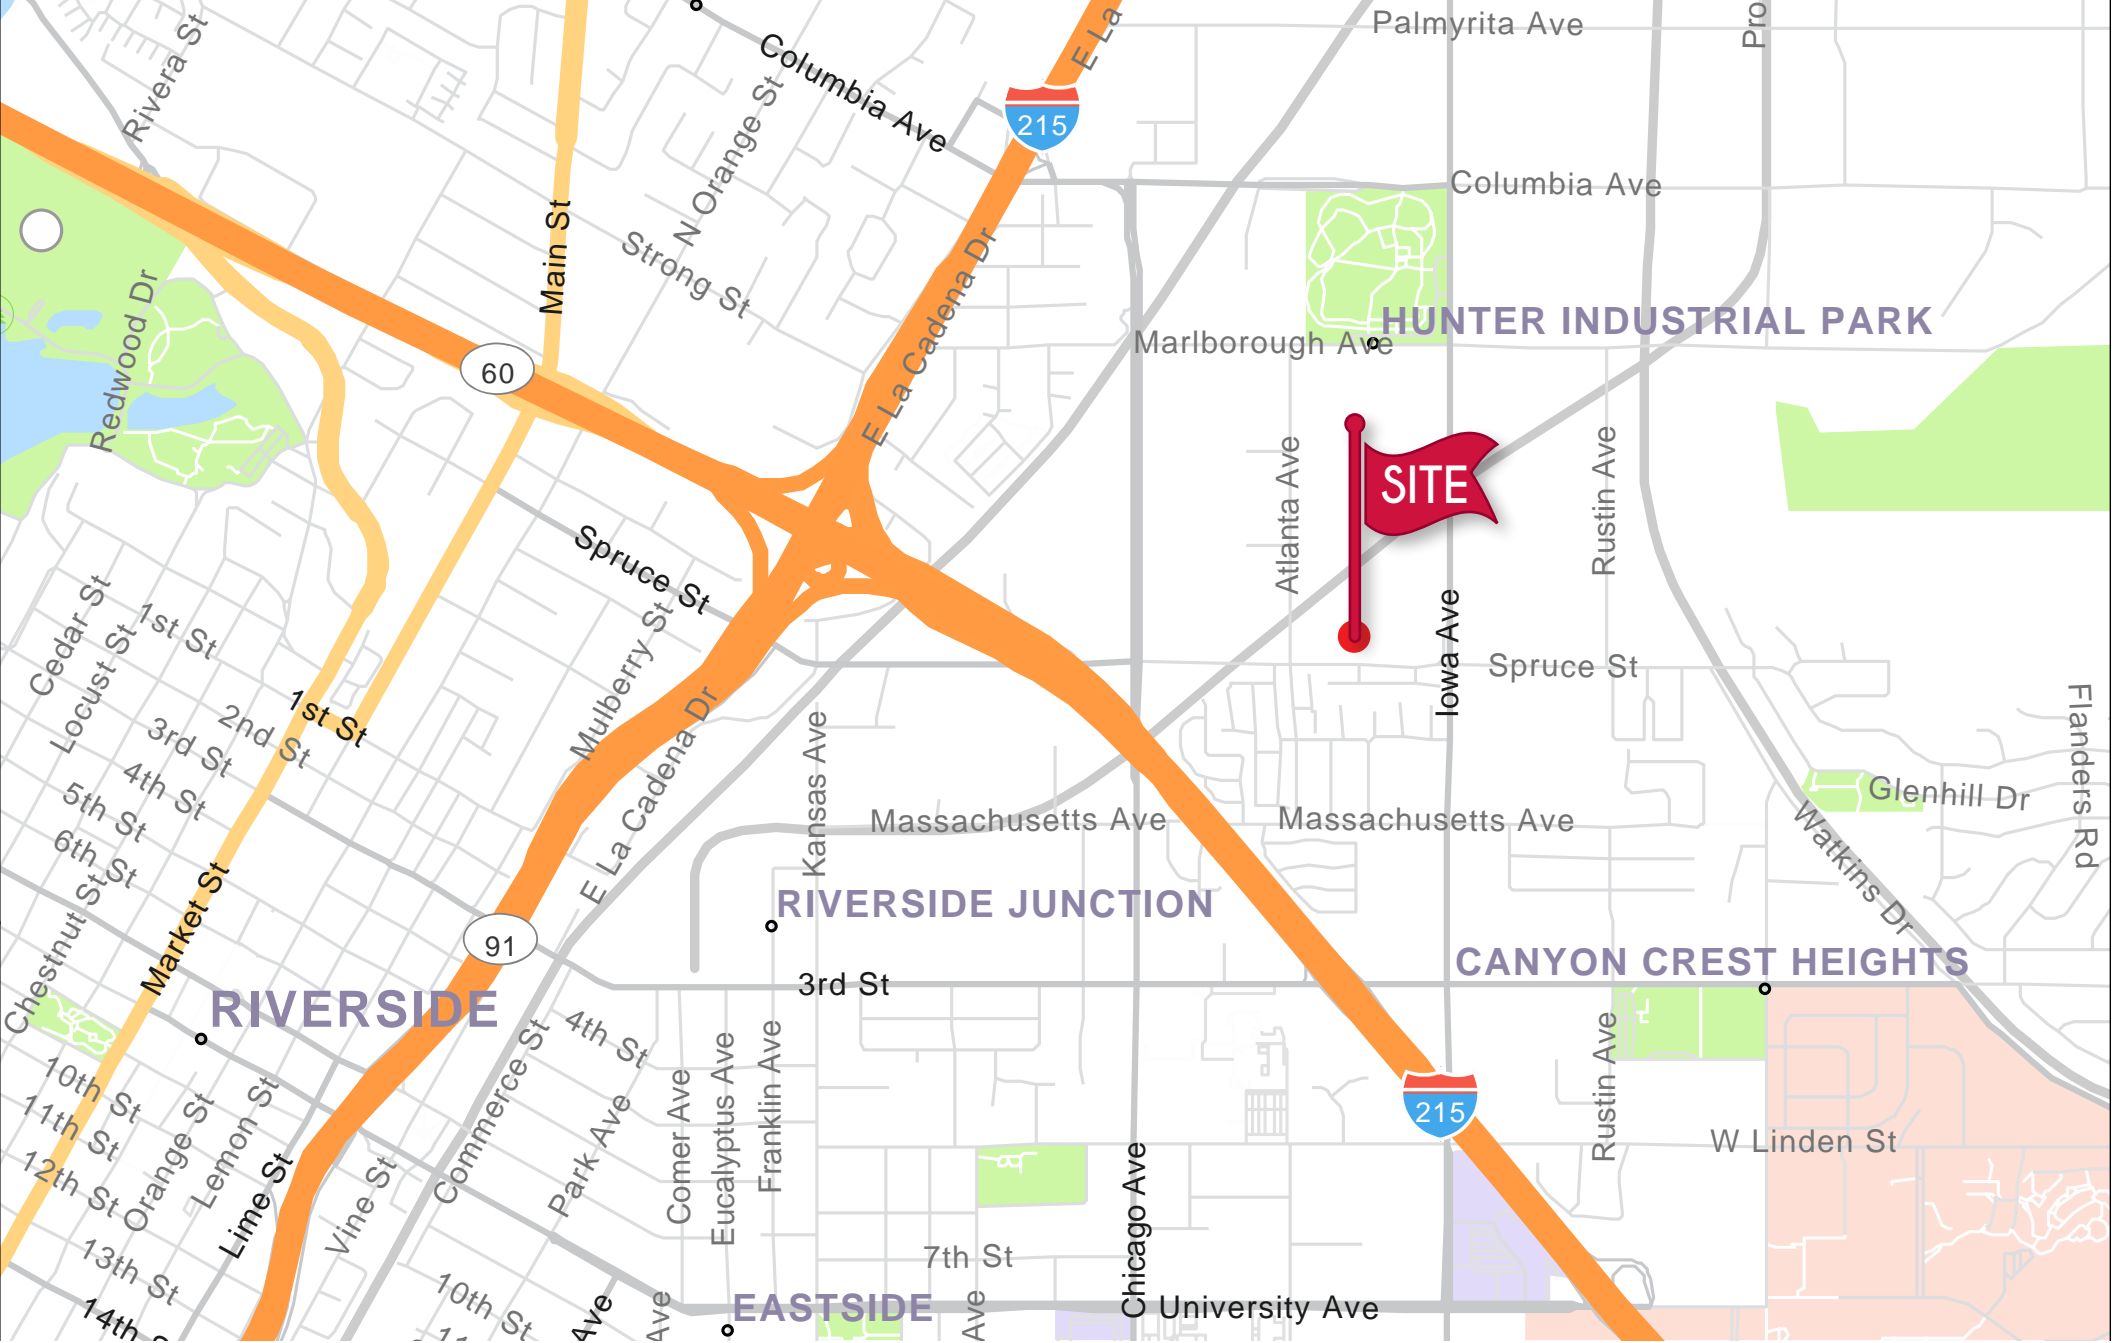 Palmyrita Ave
Pro
E La
Rivera St
Columbia Ave
215
N Orange St
Columbia Ave
Main St
Strong St
E La Cadena Dr
Redwood Dr
HUNTER INDUSTRIAL PARK
Marlborough Ave
60
SITE
Atlanta Ave
Rustin Ave
Spruce St
Iowa Ave
Spruce St
Cedar St
1st St
Locust St
Mulberry St
1st St
2nd St
3rd St
E La Cadena Dr
Kansas Ave
Flanders Rd
4th St
5th St
6th St
Massachusetts Ave
Massachusetts Ave
Glenhill Dr
Watkins Dr
Market St
Chestnut St
RIVERSIDE JUNCTION
91
CANYON CREST HEIGHTS
3rd St
RIVERSIDE
4th St
Commerce St
Park Ave
Comer Ave
Eucalyptus Ave
Franklin Ave
Rustin Ave
215
W Linden St
10th St
11th St
12th St
Orange St
Lemon St
Lime St
Vine St
Chicago Ave
7th St
13th St
14th S
10th St
11
Ave
Ave
EASTSIDE
Ave
University Ave